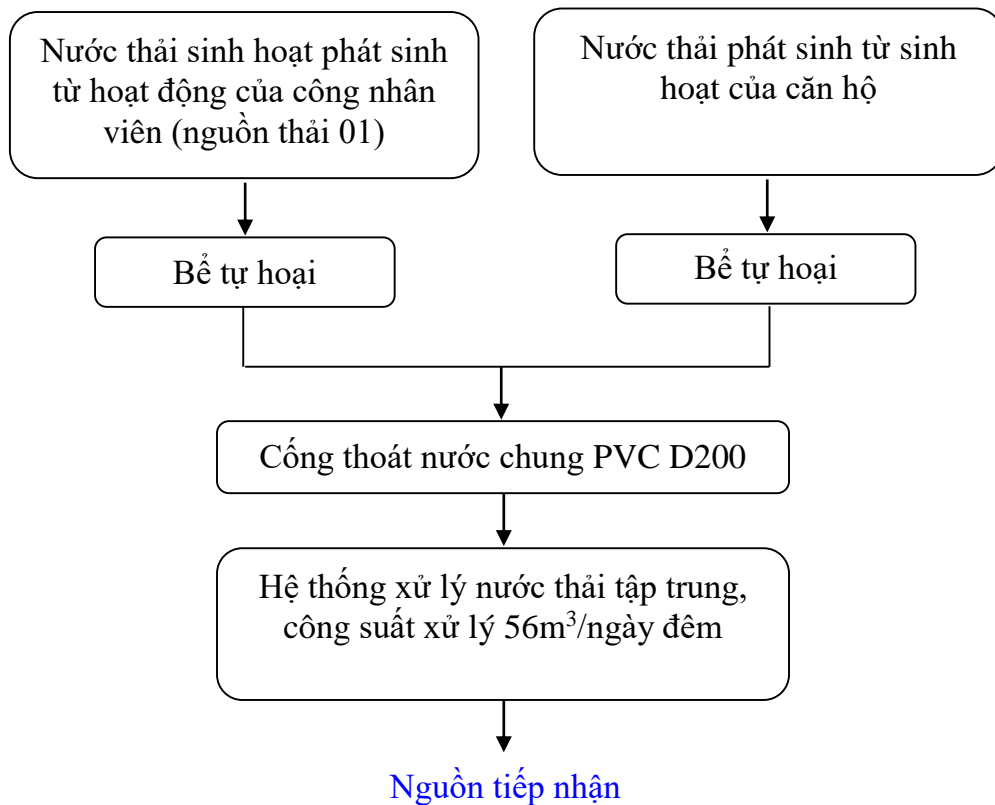 Nước thải sinh hoạt phát sinh
từ hoạt động của công nhân
viên (nguồn thải 01)
Nước thải phát sinh từ sinh
hoạt của căn hộ
Bể tự hoại
Bể tự hoại
Cống thoát nước chung PVC D200
Hệ thống xử lý nước thải tập trung,
công suất xử lý 56m³/ngày đêm
Nguồn tiếp nhận